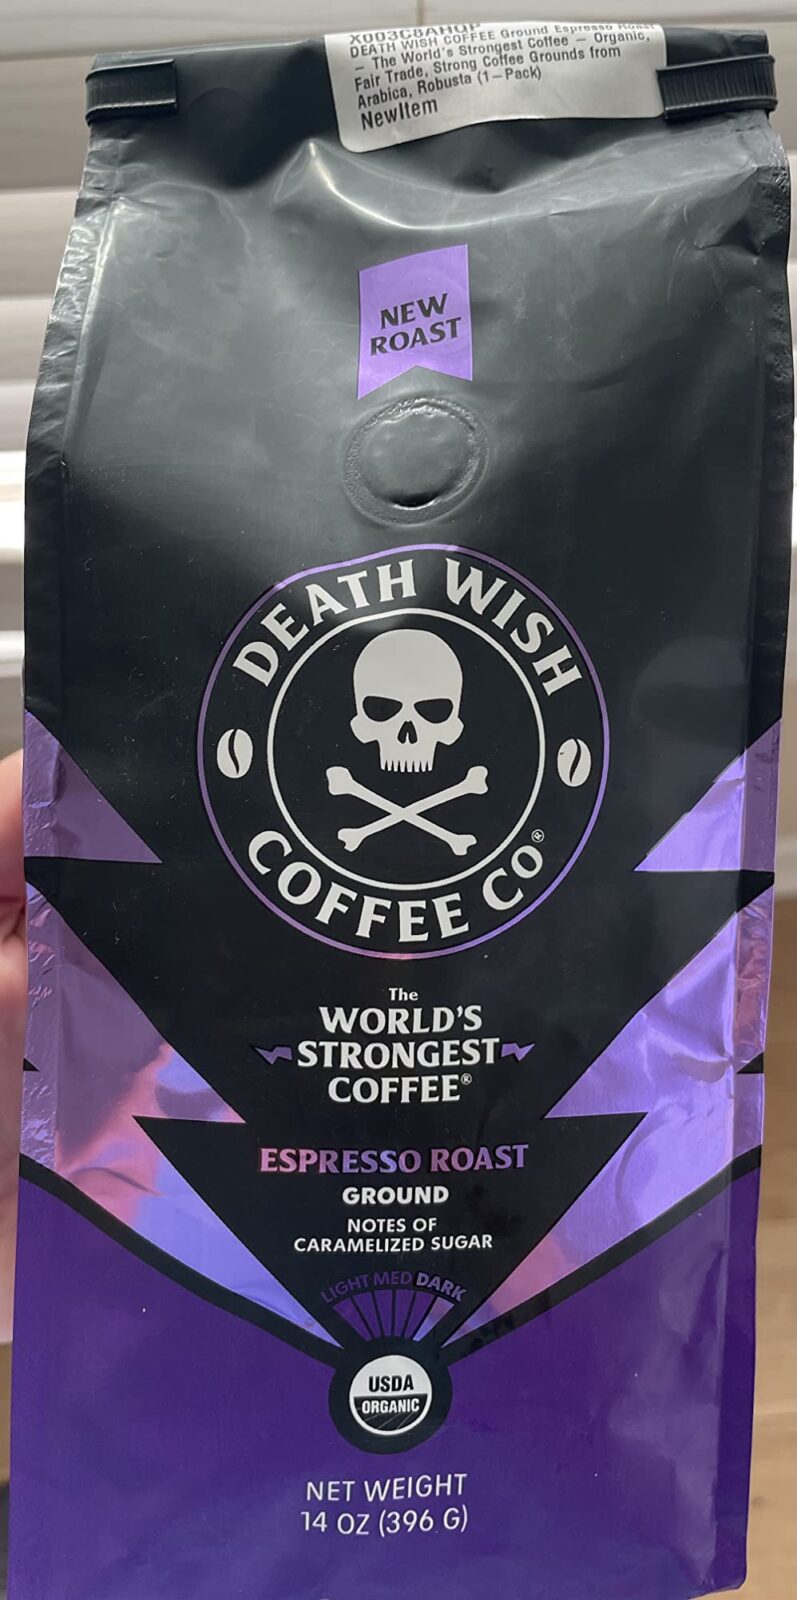 X003C8AHUP
DEATH WISH COFFEE Ground Espresso Roast
– The World's Strongest Coffee – Organic,
Fair Trade, Strong Coffee Grounds from
Arabica, Robusta (1-Pack)
NewItem
NEW
ROAST
DEATH WISH
COFFEE CO®
The
WORLD'S
STRONGEST
COFFEE®
ESPRESSO ROAST
GROUND
NOTES OF
CARAMELIZED SUGAR
LIGHT MED DARK
USDA
ORGANIC
NET WEIGHT
14 OZ (396 G)